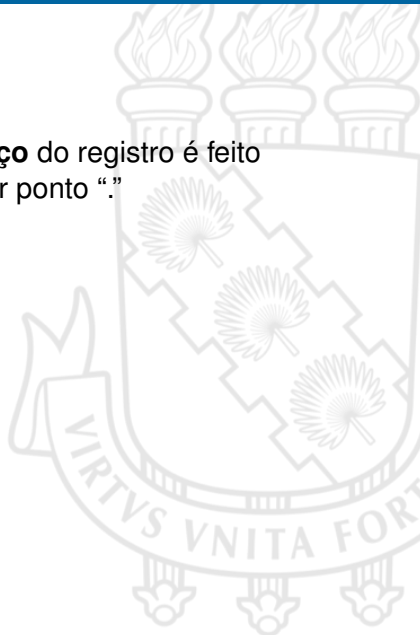 ço do registro é feito
r ponto “.”
VIRTVS VNITA FOR